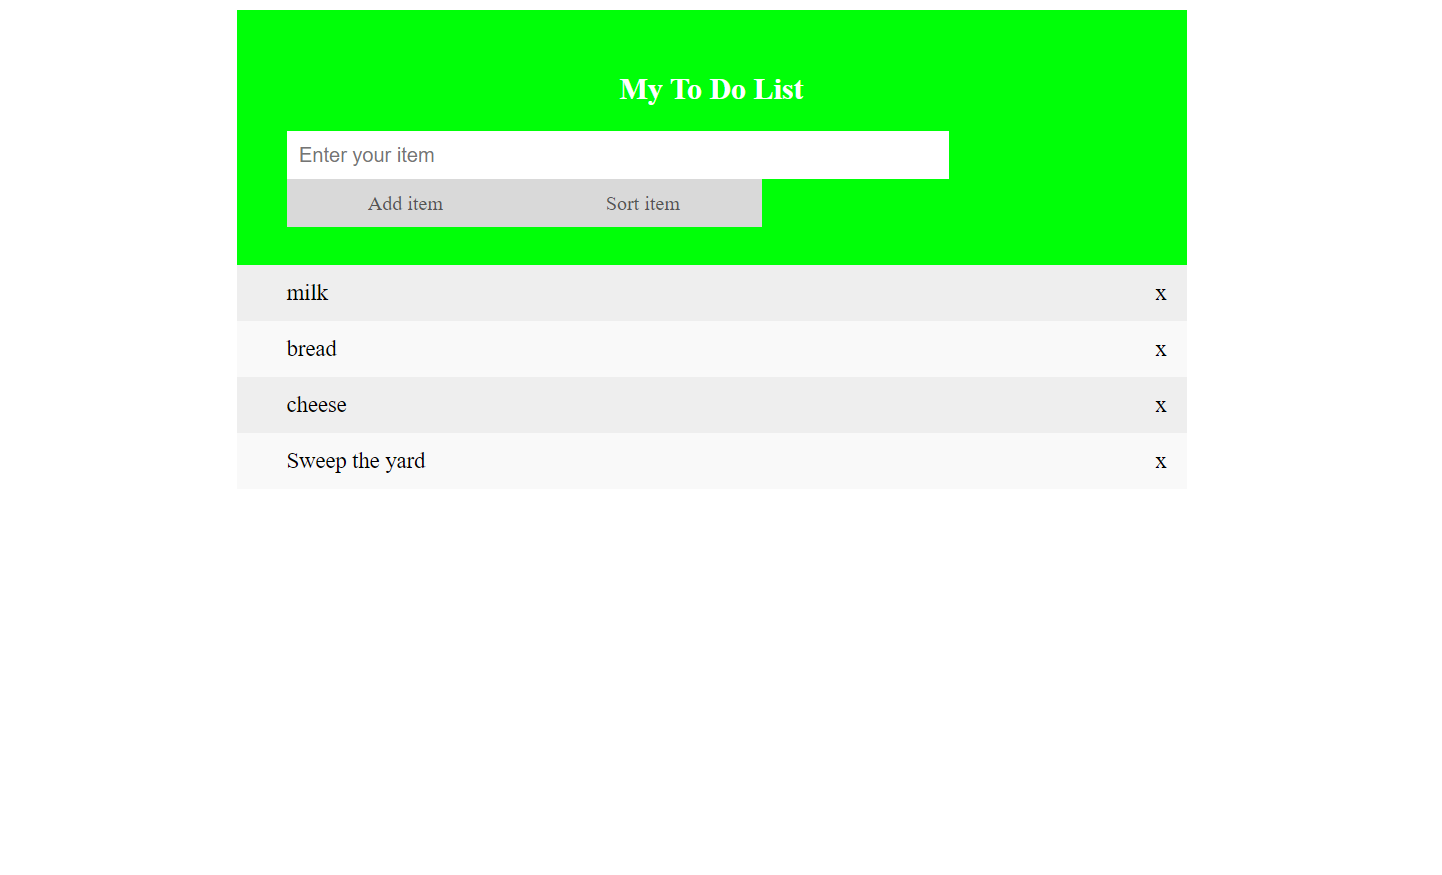 My To Do List
Enter your item
Add item Sort item
milk x
bread x
cheese x
Sweep the yard x